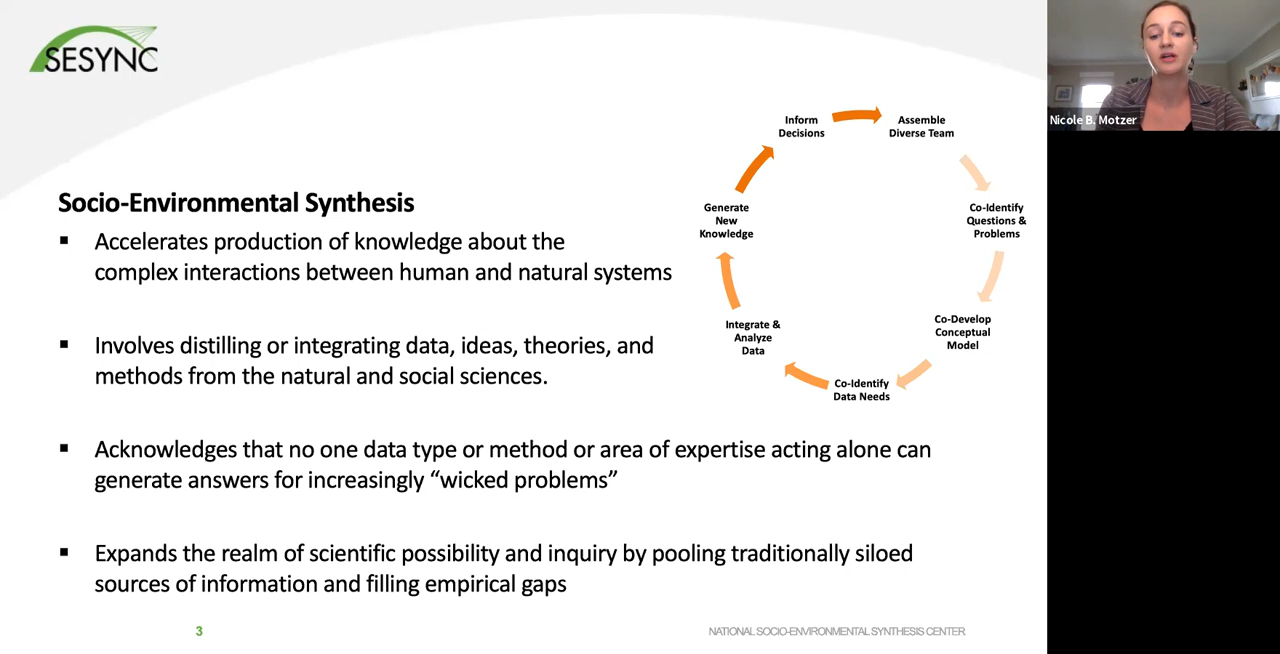 SESYNC
Nicole B. Motzer
Inform
Decisions
Assemble
Diverse Team
Co-Identify
Questions &
Problems
Co-Develop
Conceptual
Model
Co-Identify
Data Needs
Integrate &
Analyze
Data
Generate
New
Knowledge
Socio-Environmental Synthesis
▪ Accelerates production of knowledge about the
complex interactions between human and natural systems
▪ Involves distilling or integrating data, ideas, theories, and
methods from the natural and social sciences.
▪ Acknowledges that no one data type or method or area of expertise acting alone can
generate answers for increasingly “wicked problems”
▪ Expands the realm of scientific possibility and inquiry by pooling traditionally siloed
sources of information and filling empirical gaps
3
NATIONAL SOCIO-ENVIRONMENTAL SYNTHESIS CENTER